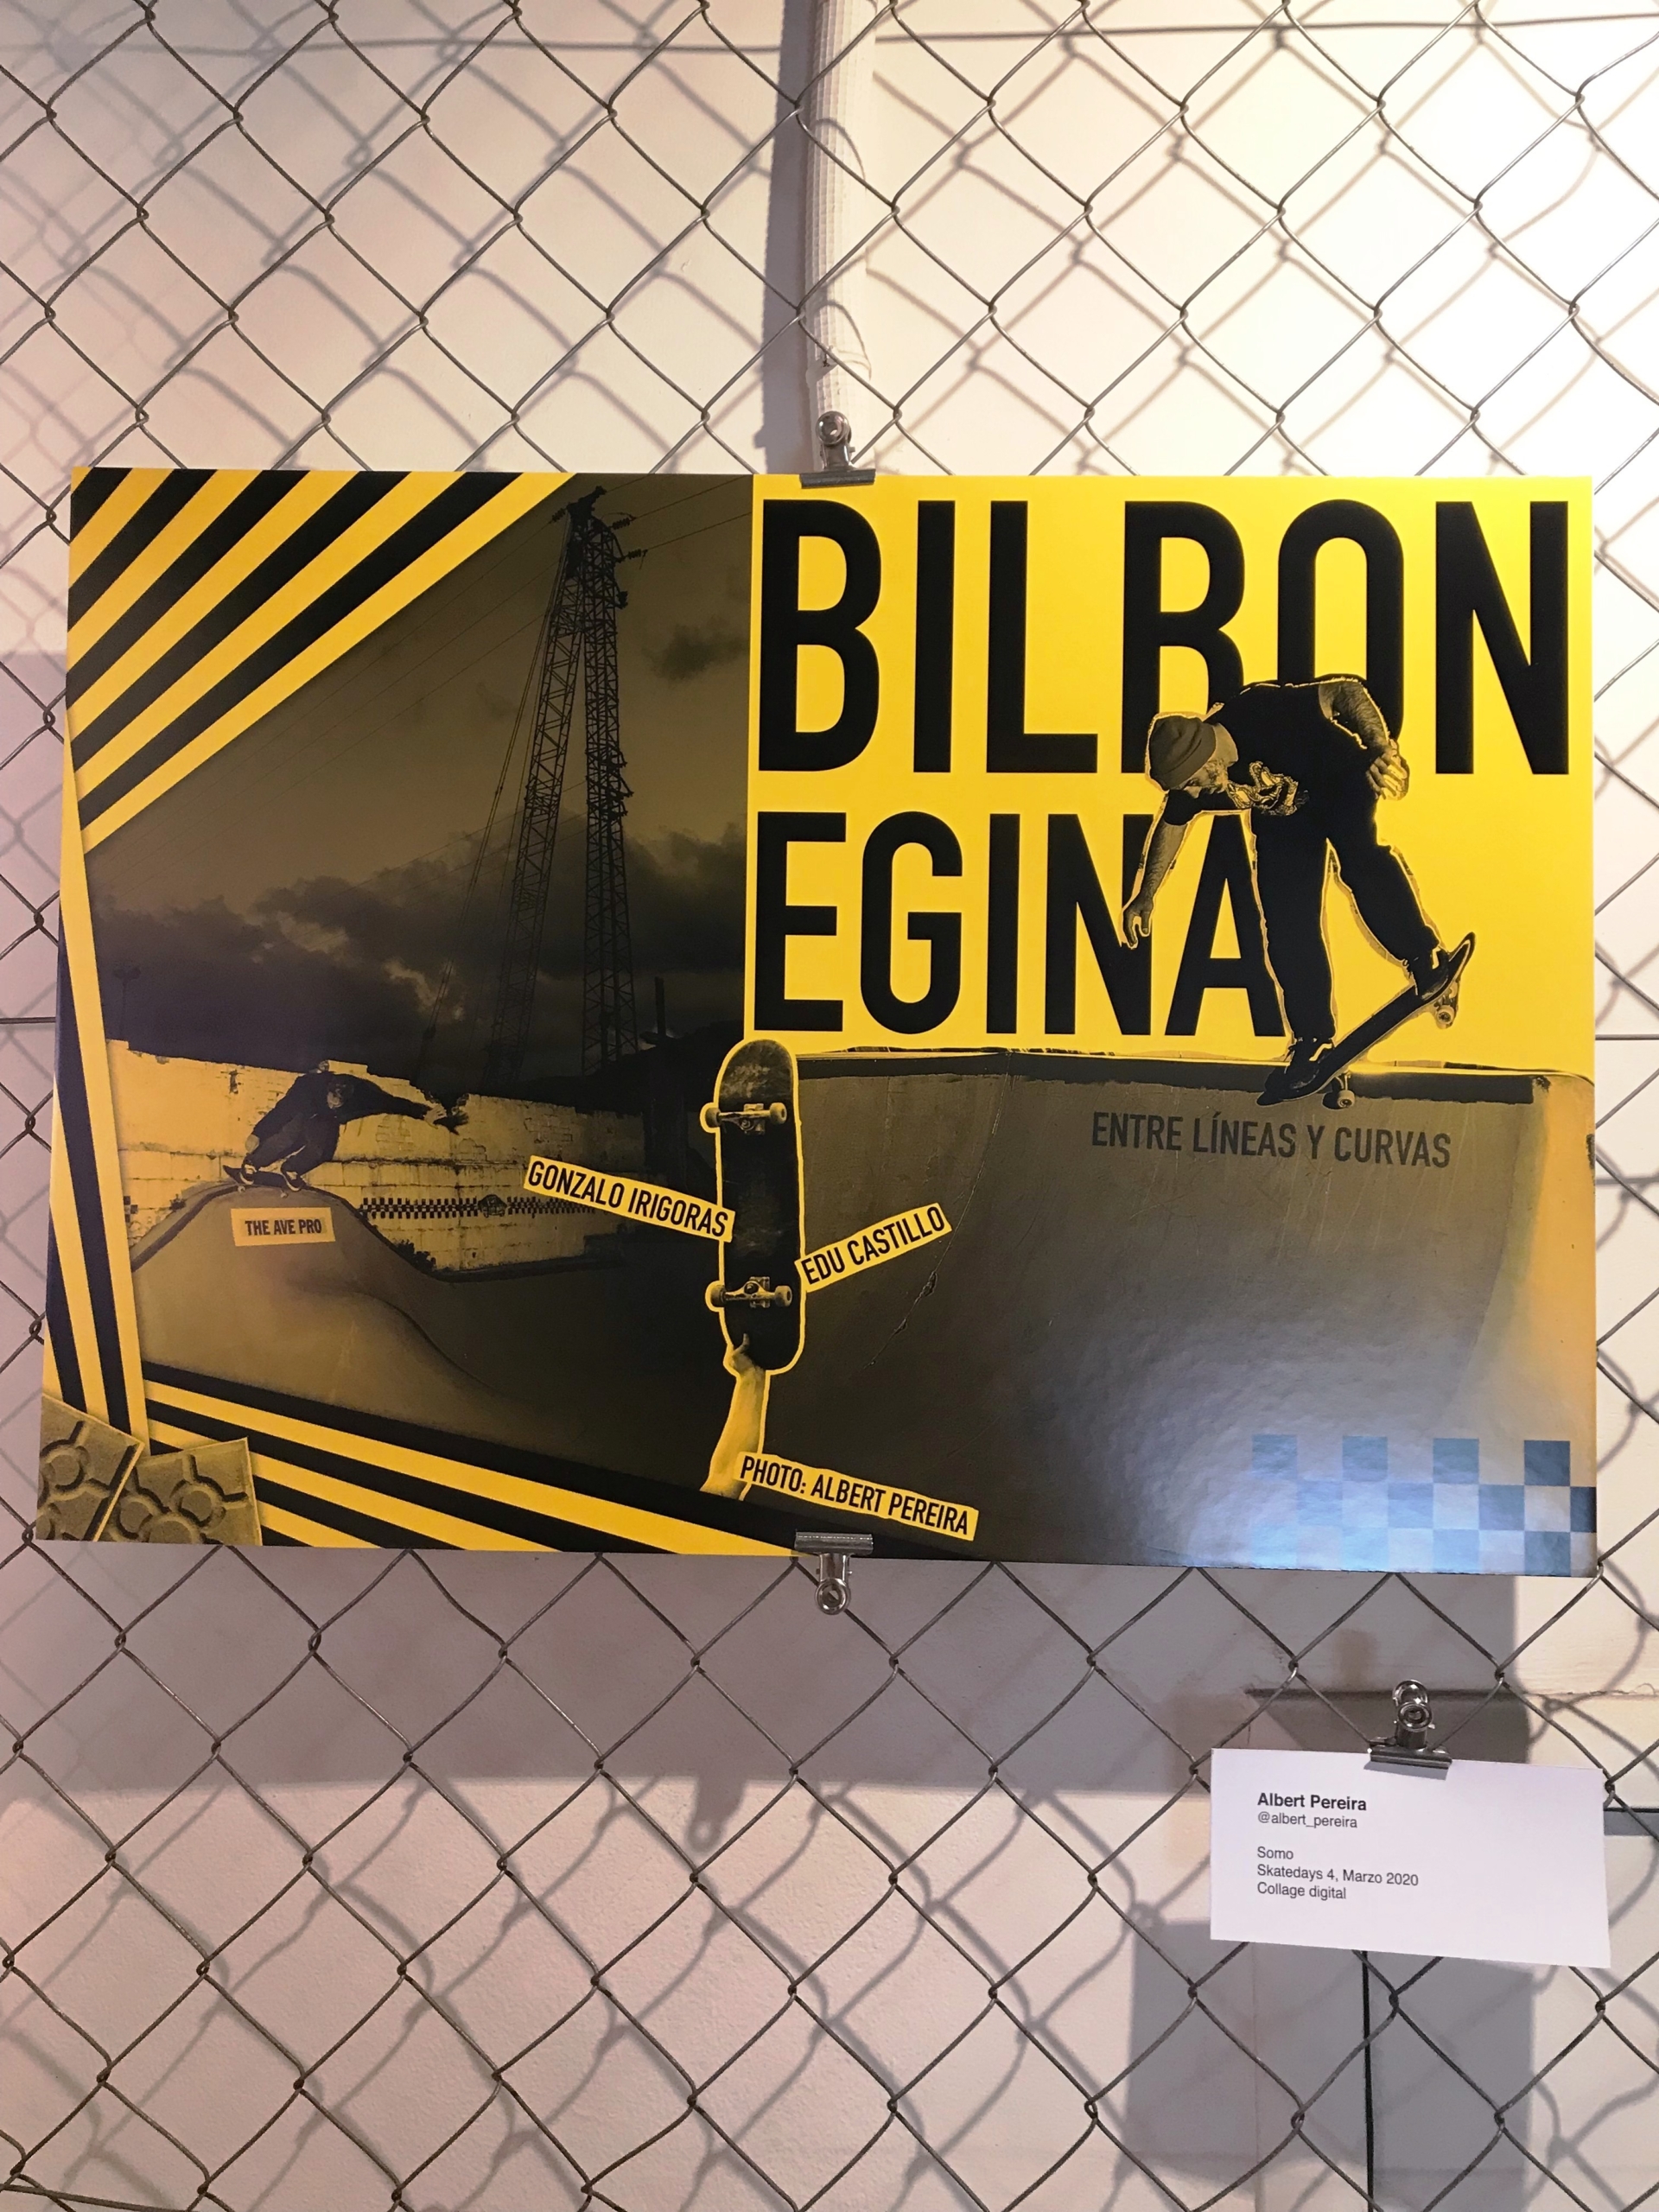 BILBON
EGINA
ENTRE LÍNEAS Y CURVAS
GONZALO IRIGORAS
THE AVE PRO
EDU CASTILLO
PHOTO: ALBERT PEREIRA
Albert Pereira
@albert_pereira
Somo
Skatedays 4, Marzo 2020
Collage digital